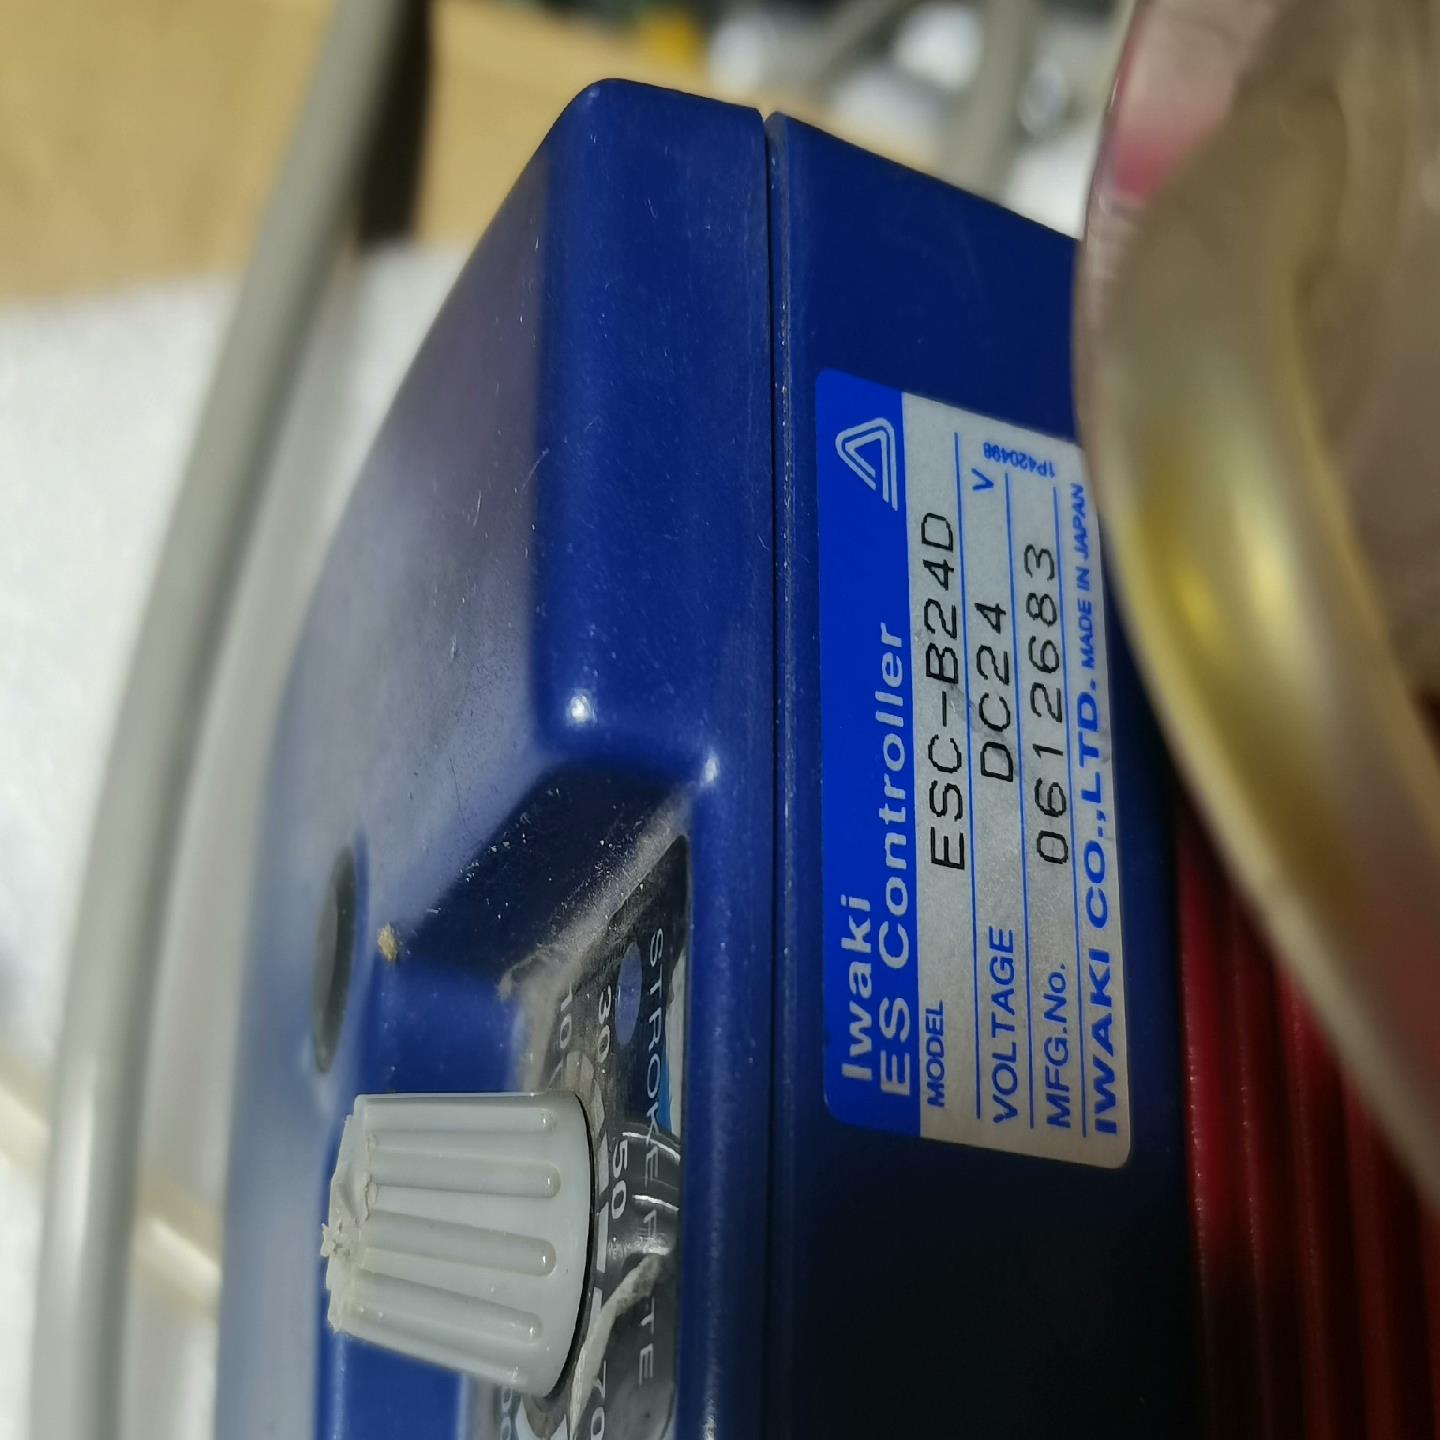 Iwaki
ES Controller
MODEL ESC-B24D
VOLTAGE DC24 V
MFG.No. 0612683
1P420498
IWAKI CO.,LTD. MADE IN JAPAN
STROKE RATE
10
30
50
70